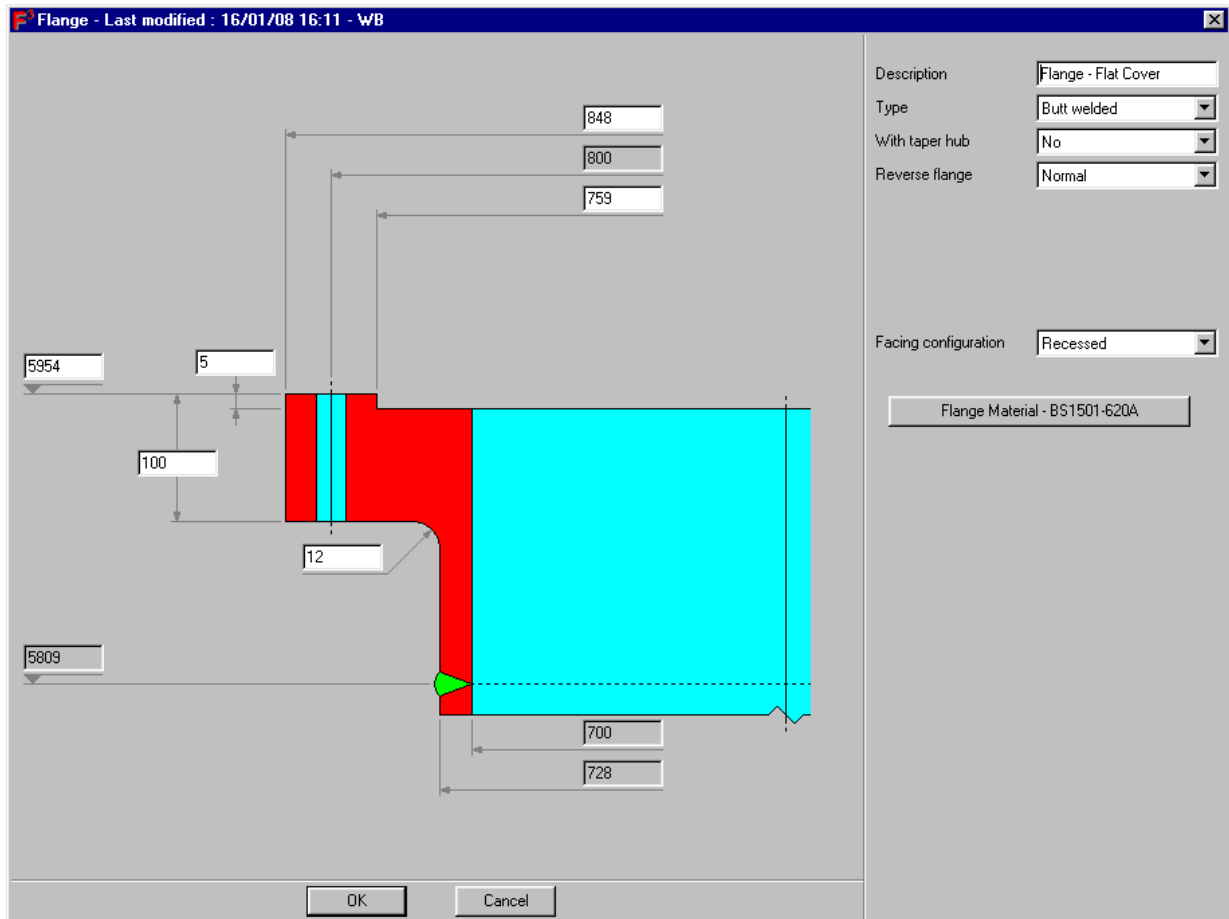 F³ Flange - Last modified : 16/01/08 16:11 - WB
Description Flange - Flat Cover
Type Butt welded
With taper hub No
Reverse flange Normal
Facing configuration Recessed
Flange Material - BS1501-620A
848
800
759
5954
5
100
12
5809
700
728
OK Cancel